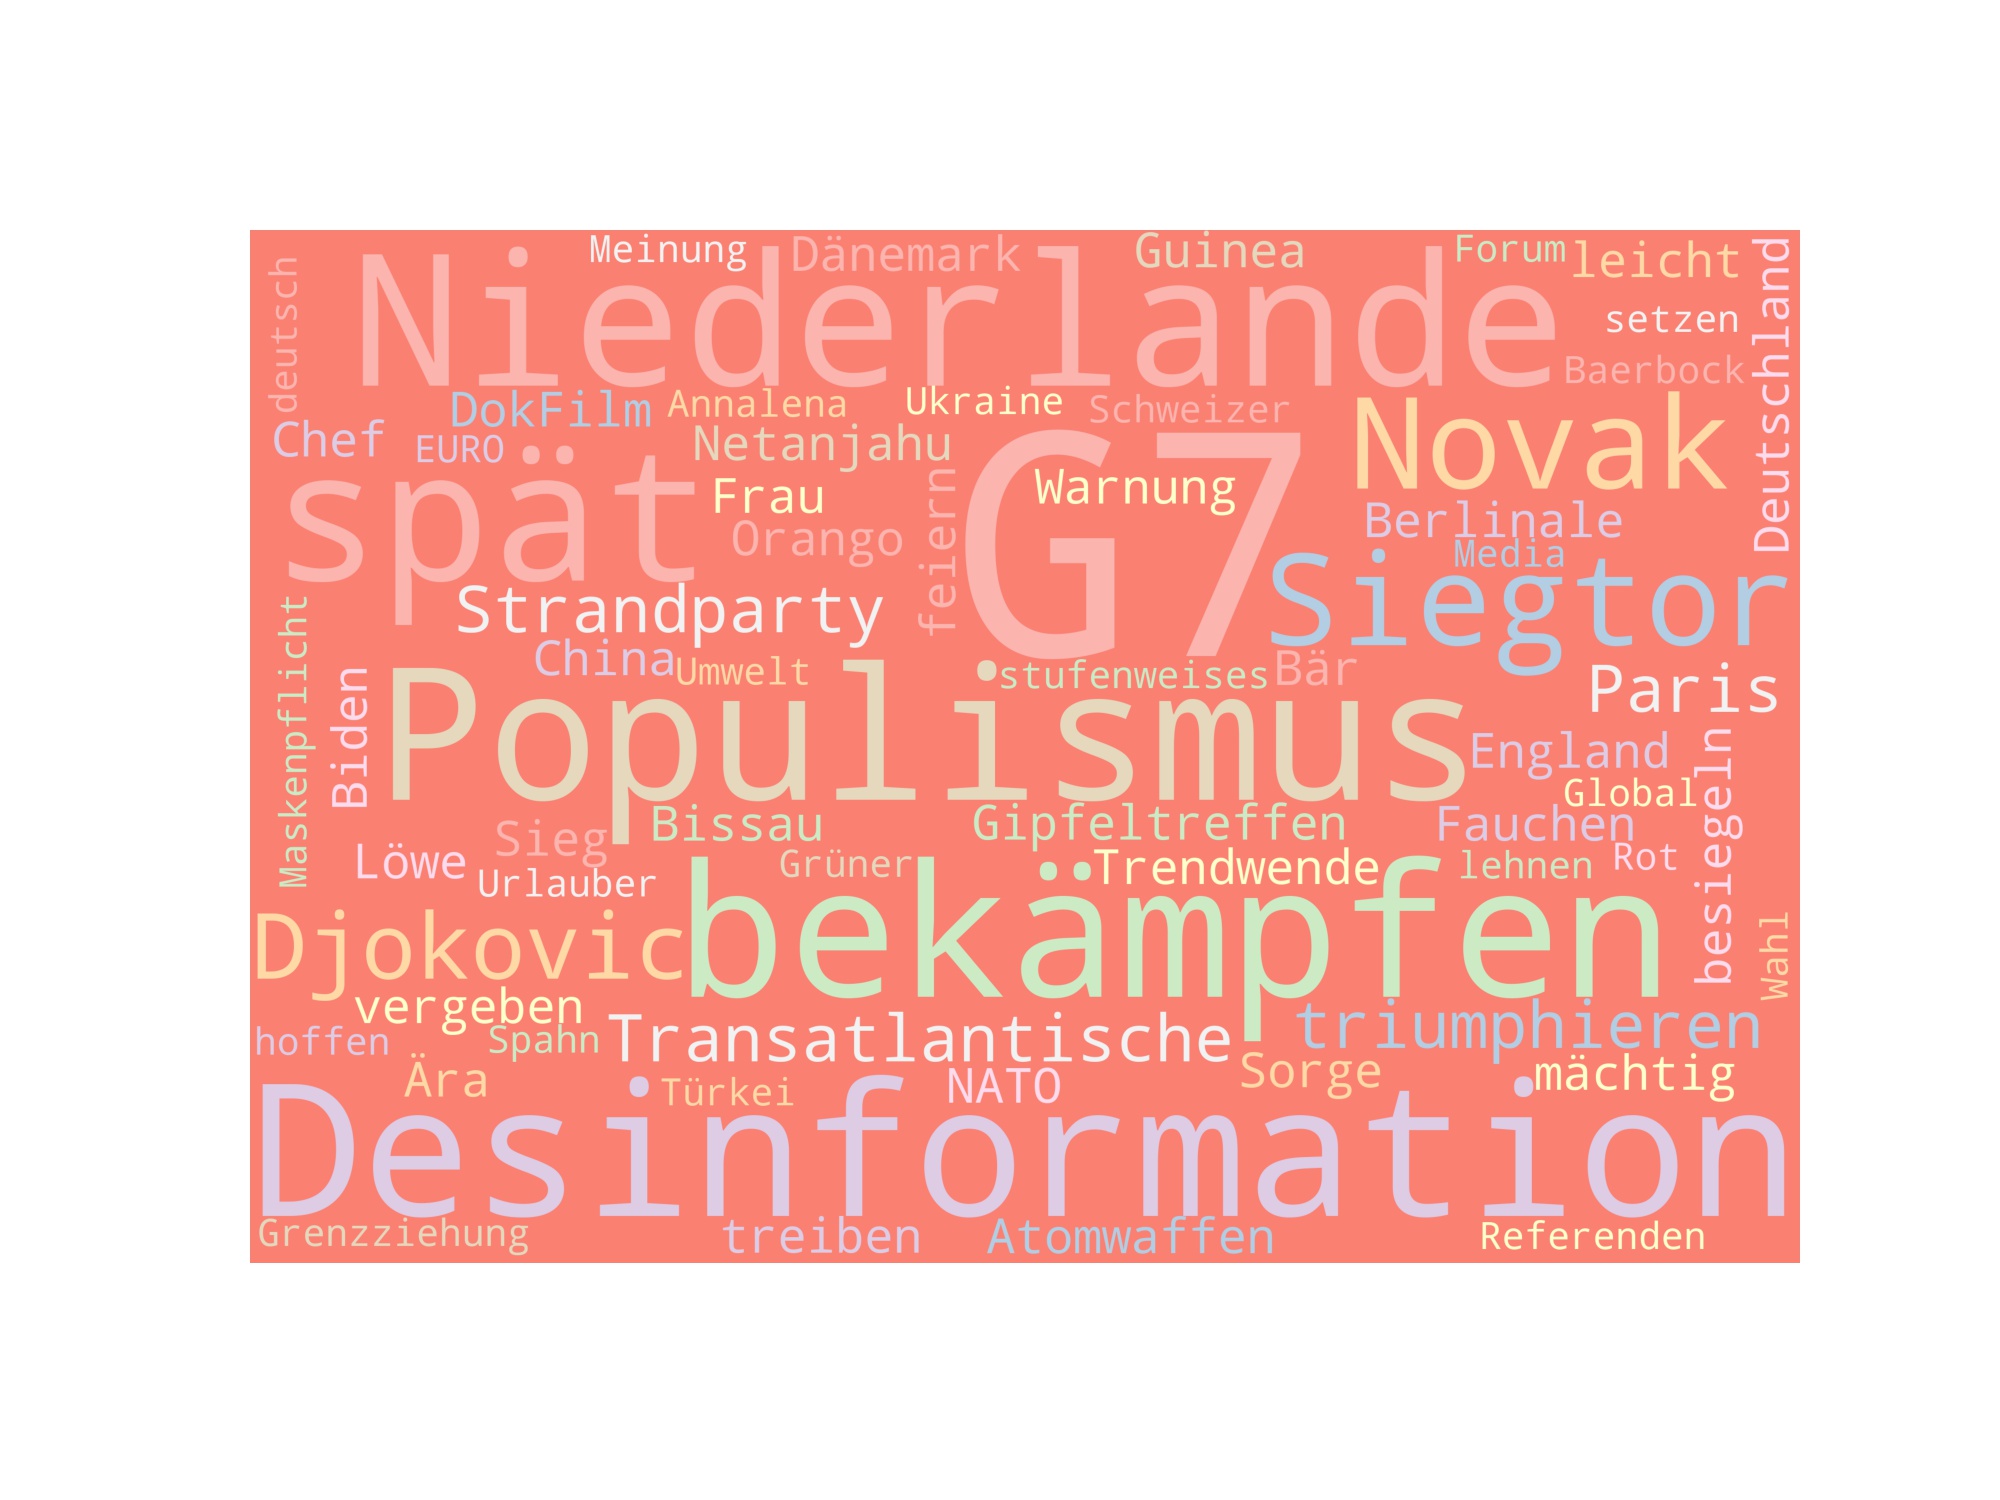 Meinung Dänemark Guinea Forum leicht
deutsch Niederlande setzen Deutschland
Baerbock
DokFilm Annalena Ukraine Schweizer
Chef EURO Netanjahu G7 Novak
spät Frau Warnung
Orango feiern Berlinale
Media
Strandparty Siegtor
China Umwelt stufenweises Bär Paris
Maskenpflicht Biden Populismus England
Global besiegeln
Sieg Bissau Gipfeltreffen Fauchen
Löwe Urlauber Grüner Trendwende lehnen Rot
Djokovic bekämpfen Wahl
vergeben
hoffen Spahn Transatlantische triumphieren
Ära Türkei NATO Sorge mächtig
Desinformation
Grenzziehung treiben Atomwaffen Referenden